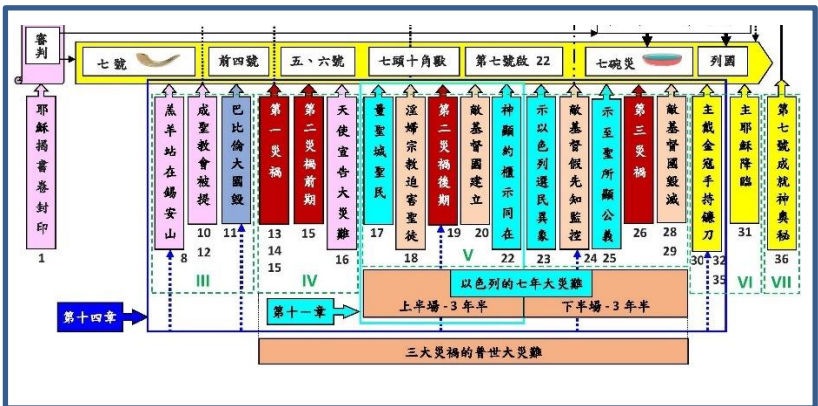 審判
七號
前四號
五、六號
七頭十角獸
第七號啟 22
七碗災
列國
耶穌揭書卷封印
1
羔羊站在錫安山
8
成聖教會被提
10
12
巴比倫大國毀
11
第一災禍
13
14
15
第二災禍前期
15
天使宣告大災難
16
量聖城聖民
17
淫婦宗教迫害聖徒
18
第二災禍後期
19
敵基督國建立
20
神顯約櫃示同在
22
示以色列選民異象
23
敵基督假先知監控
24
示至聖所顯公義
25
第三災禍
26
敵基督國毀滅
28
29
主戴金冠手持鐮刀
30
32
35
主耶穌降臨
31
第七號成就神奧秘
36
III
IV
V
VI
VII
以色列的七年大災難
上半場 - 3 年半
下半場 - 3 年半
第十一章
第十四章
三大災禍的普世大災難